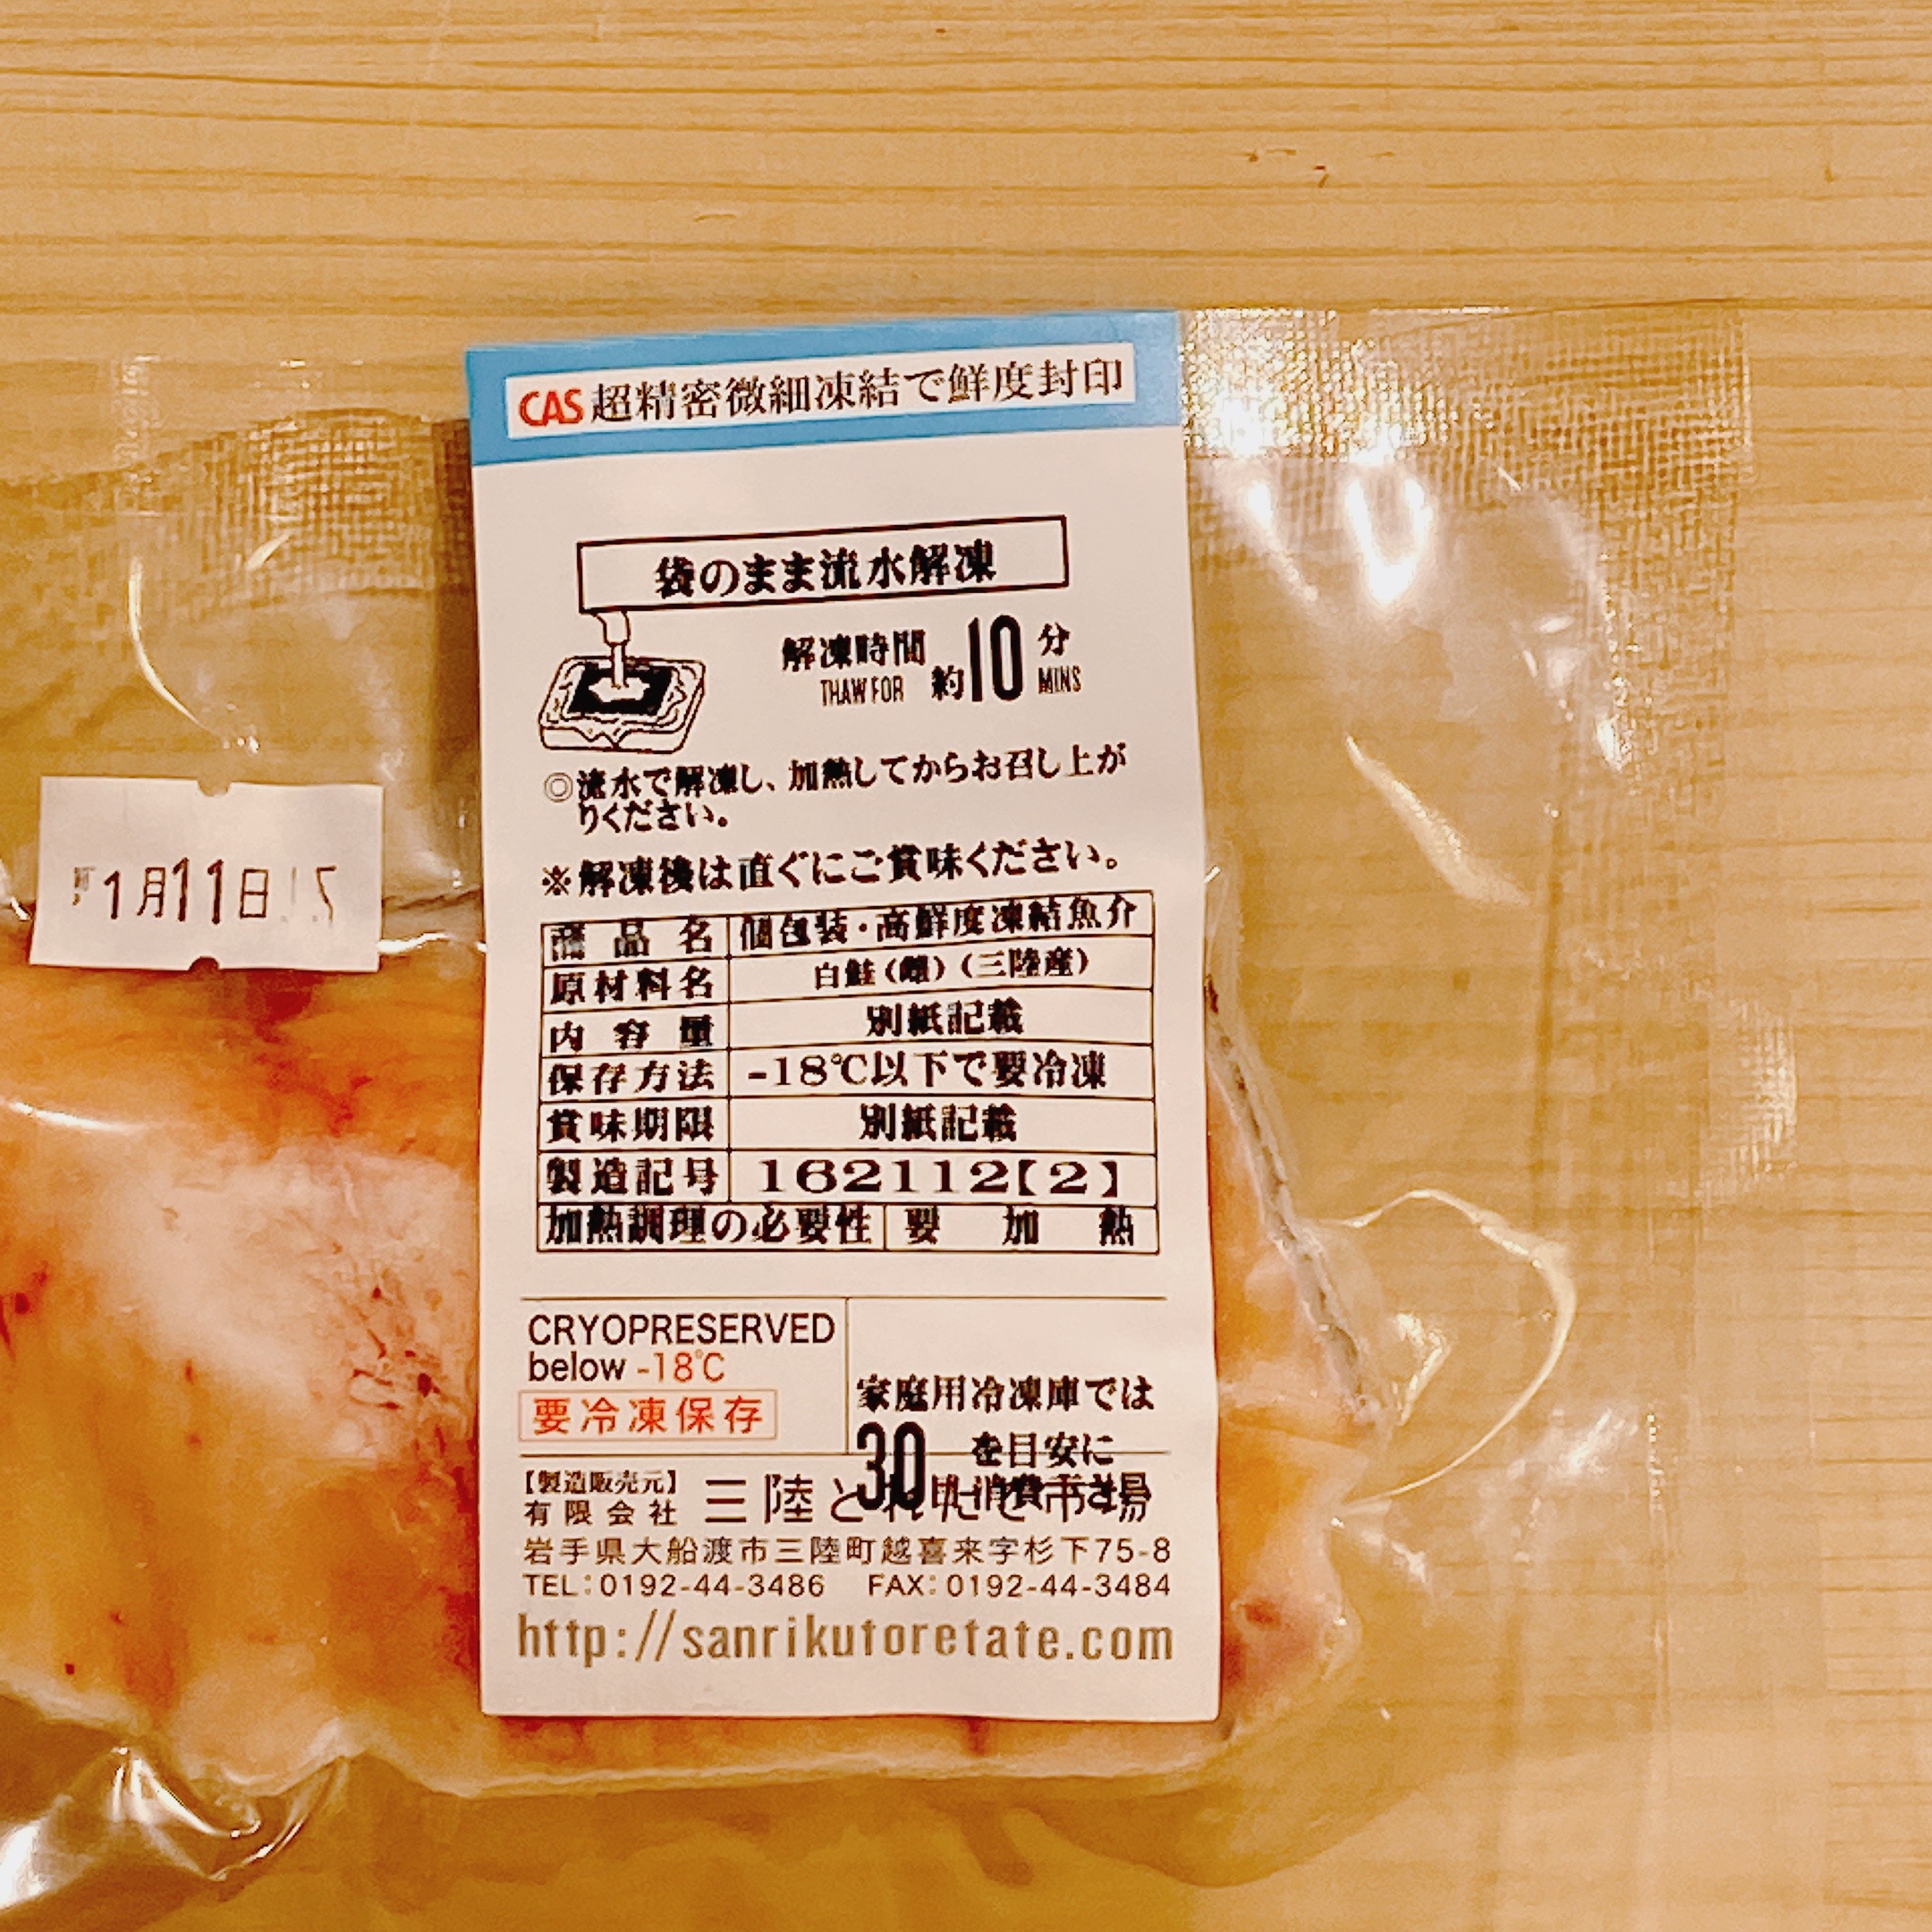 CAS 超精密微細凍結で鮮度封印
袋のまま流水解凍
解凍時間 約10分
THAW FOR MINS
◎流水で解凍し、加熱してからお召し上が
りください。
※解凍後は直ぐにご賞味ください。
商品名 個包装・高鮮度凍結魚介
原材料名 白鮭(雌)(三陸産)
内容量 別紙記載
保存方法 -18℃以下で要冷凍
賞味期限 別紙記載
製造記号 162112【2】
加熱調理の必要性 要加熱
CRYOPRESERVED
below -18℃
要冷凍保存
家庭用冷凍庫では
30 を目安に
【製造販売元】
有限会社 三陸とれたて市場
岩手県大船渡市三陸町越喜来字杉下75-8
TEL:0192-44-3486 FAX:0192-44-3484
http://sanrikutoretate.com
1月11日